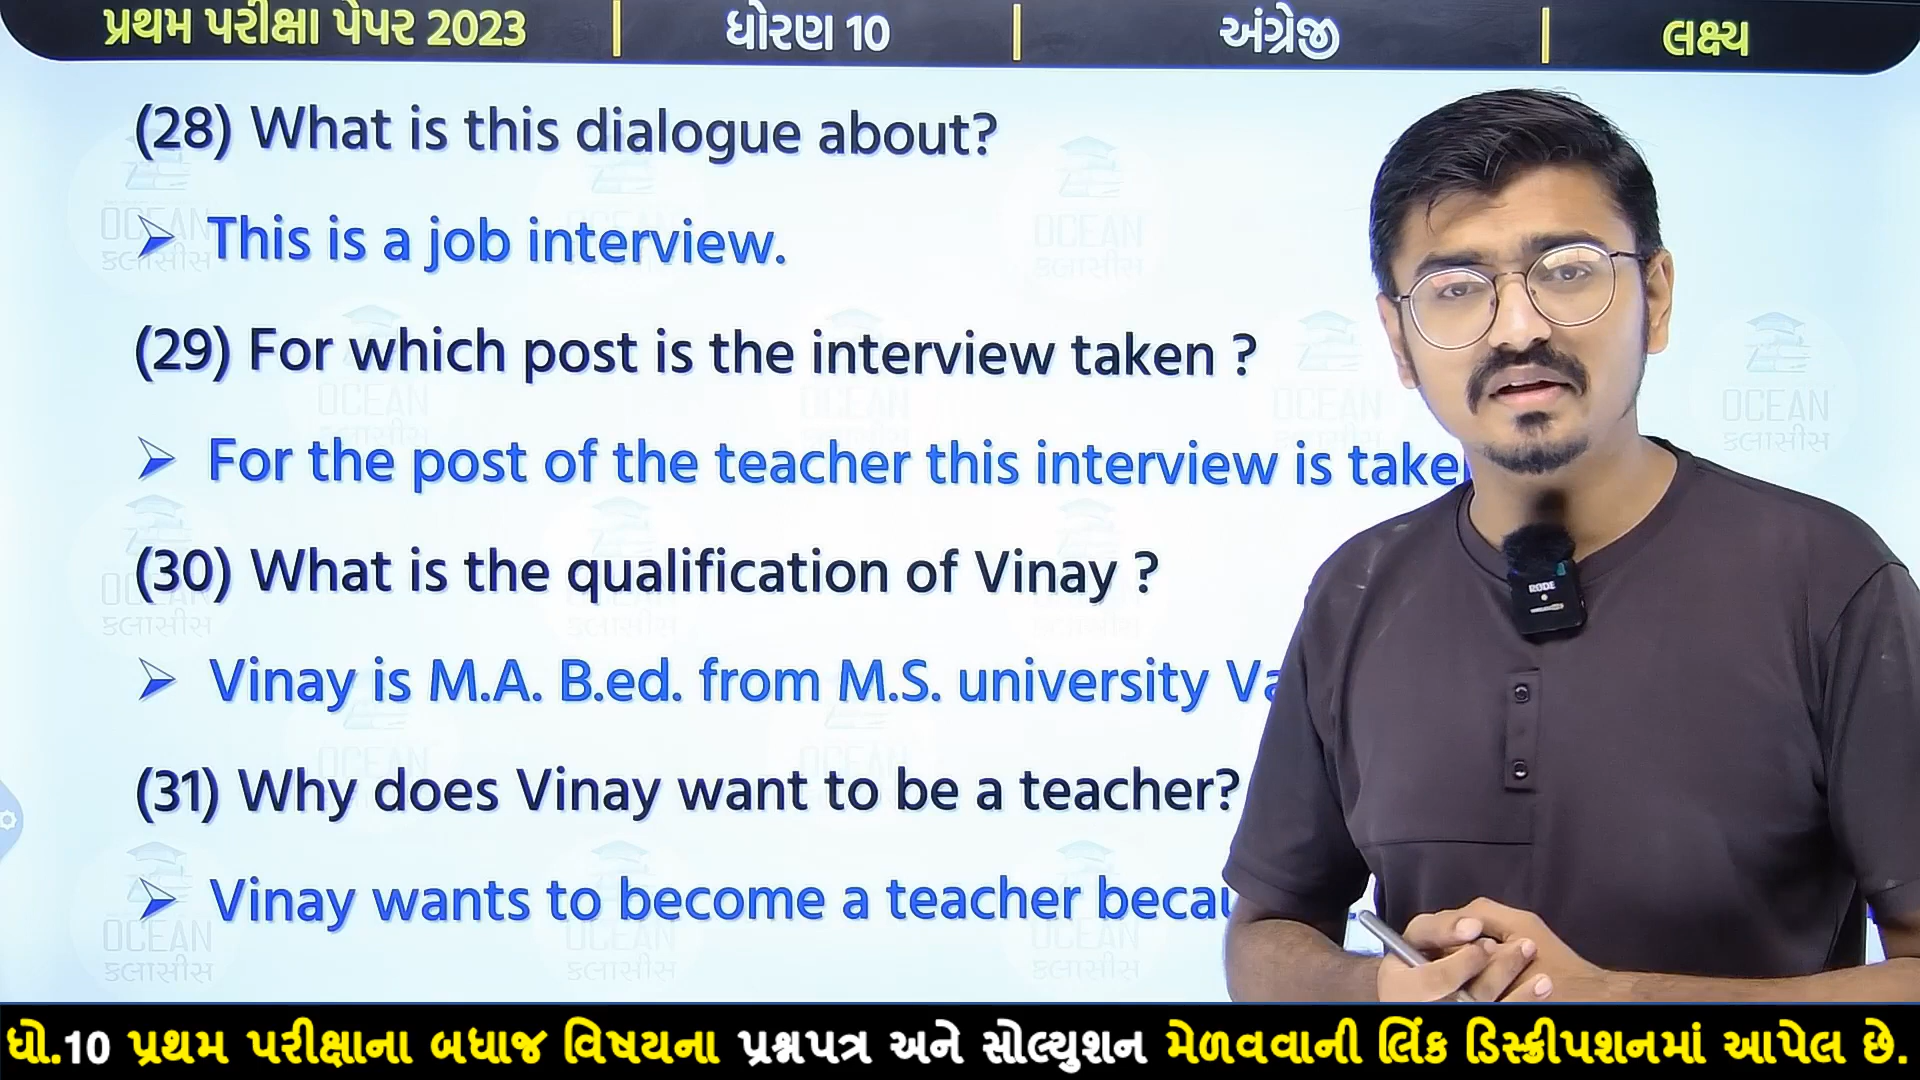 પ્રથમ પરીક્ષા પેપર 2023 | ધોરણ 10 | અંગ્રેજી | લક્ષ્ય
(28) What is this dialogue about?
➢ This is a job interview.
(29) For which post is the interview taken ?
➢ For the post of the teacher this interview is
(30) What is the qualification of Vinay ?
➢ Vinay is M.A. B.ed. from M.S. university
(31) Why does Vinay want to be a teacher?
➢ Vinay wants to become a teacher
OCEAN
કલાસીસ
RODE
ધો.10 પ્રથમ પરીક્ષાના બધાજ વિષયના પ્રશ્નપત્ર અને સોલ્યુશન મેળવવાની લિંક ડિસ્ક્રીપશનમાં આપેલ છે.